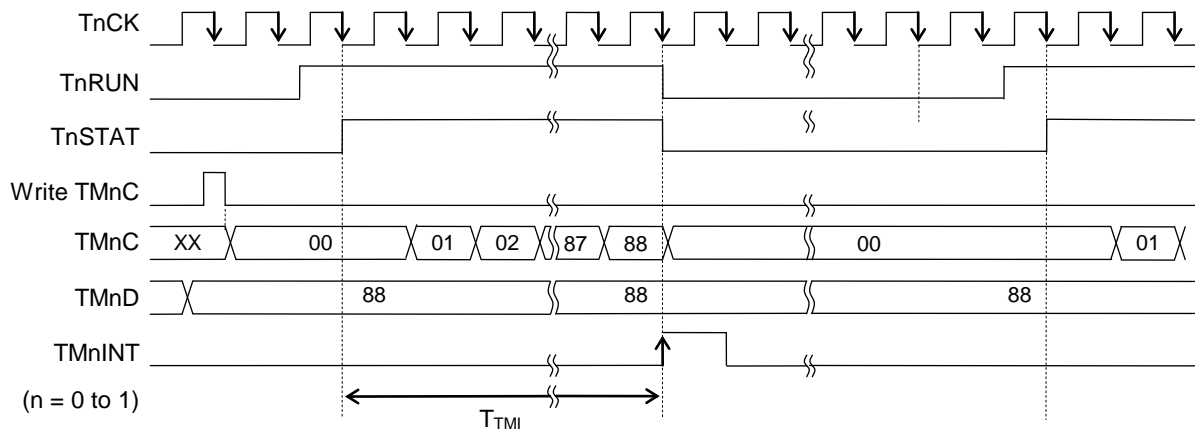 TnCK
TnRUN
TnSTAT
Write TMnC
TMnC XX 00 01 02 87 88 00 01
TMnD 88 88 88
TMnINT
(n = 0 to 1)
TTMI